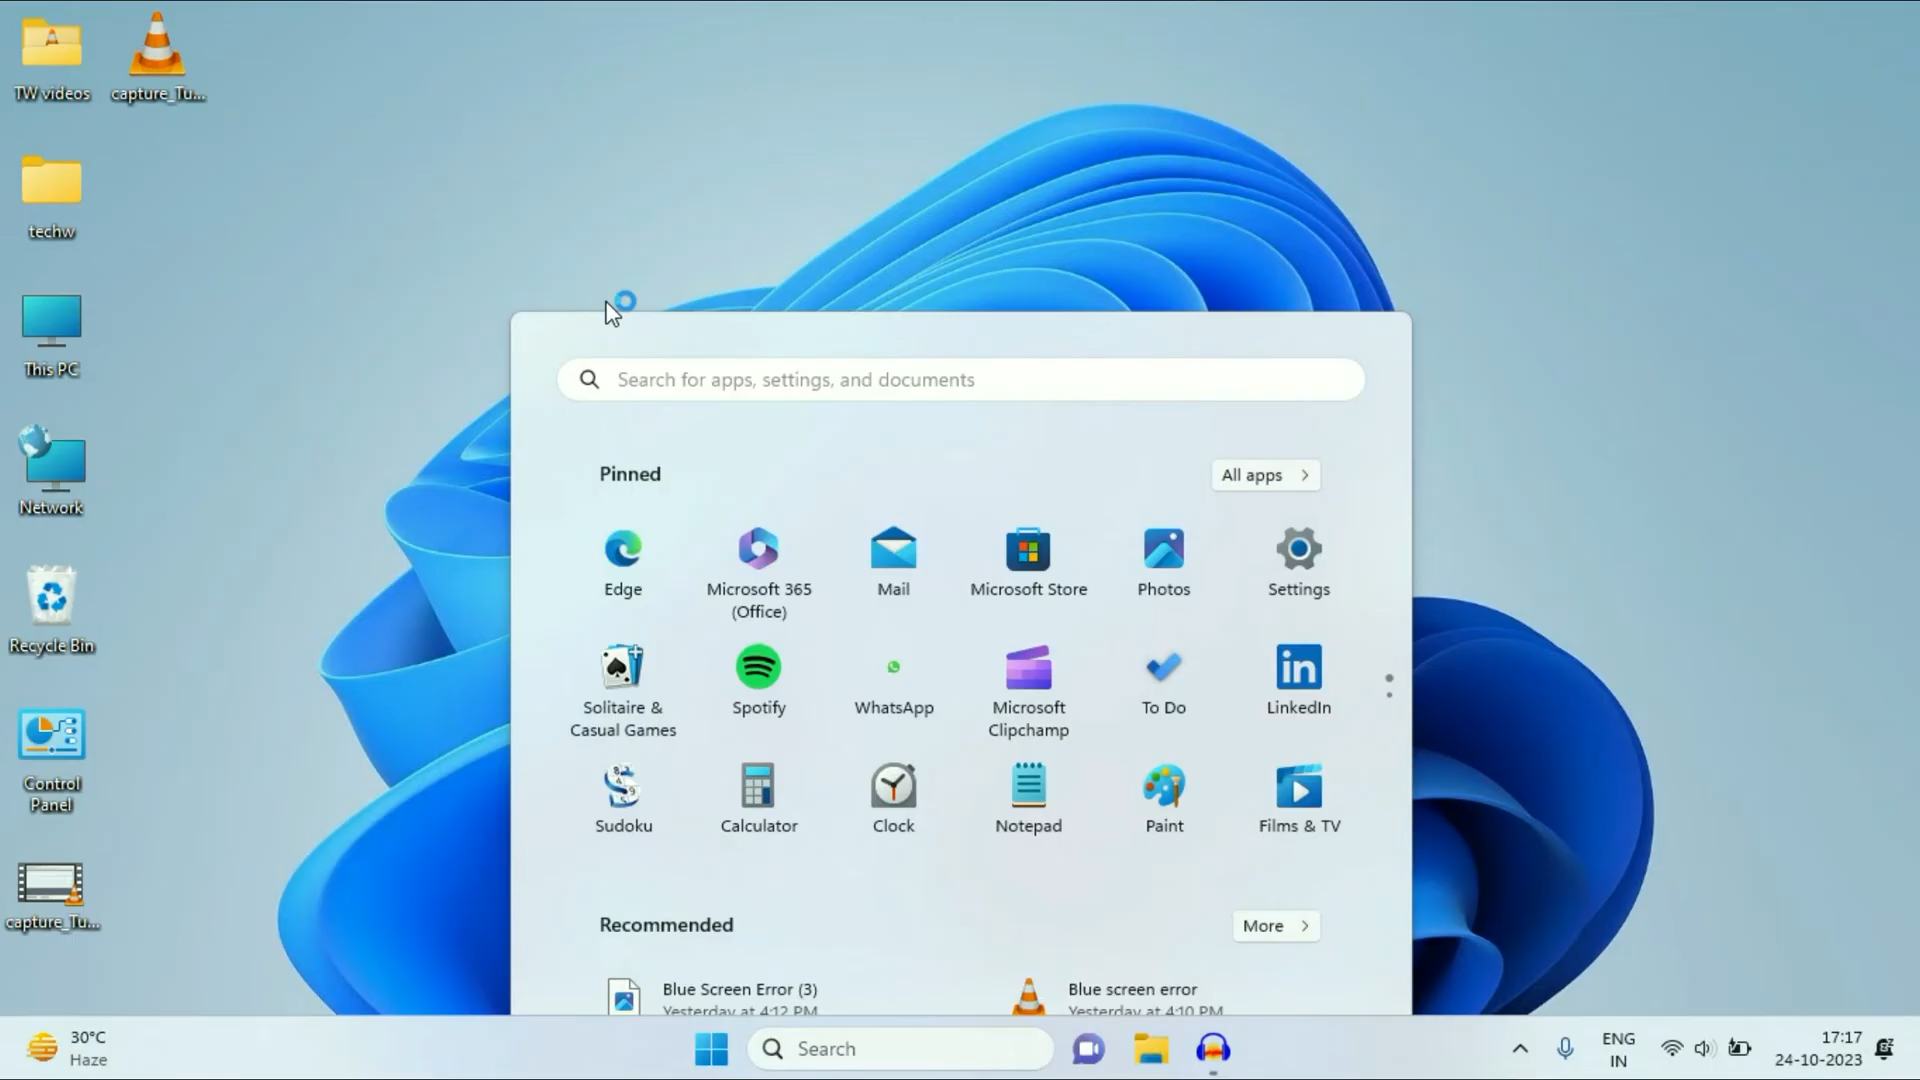 TW videos
capture_Tu...
techw
This PC
Network
Recycle Bin
Control
Panel
capture_Tu...
Search for apps, settings, and documents
Pinned
All apps
Edge
Microsoft 365
(Office)
Mail
Microsoft Store
Photos
Settings
Solitaire &
Casual Games
Spotify
WhatsApp
Microsoft
Clipchamp
To Do
LinkedIn
Sudoku
Calculator
Clock
Notepad
Paint
Films & TV
Recommended
More
Blue Screen Error (3)
Yesterday at 4:12 PM
Blue screen error
Yesterday at 4:10 PM
30°C
Haze
Search
ENG
IN
17:17
24-10-2023